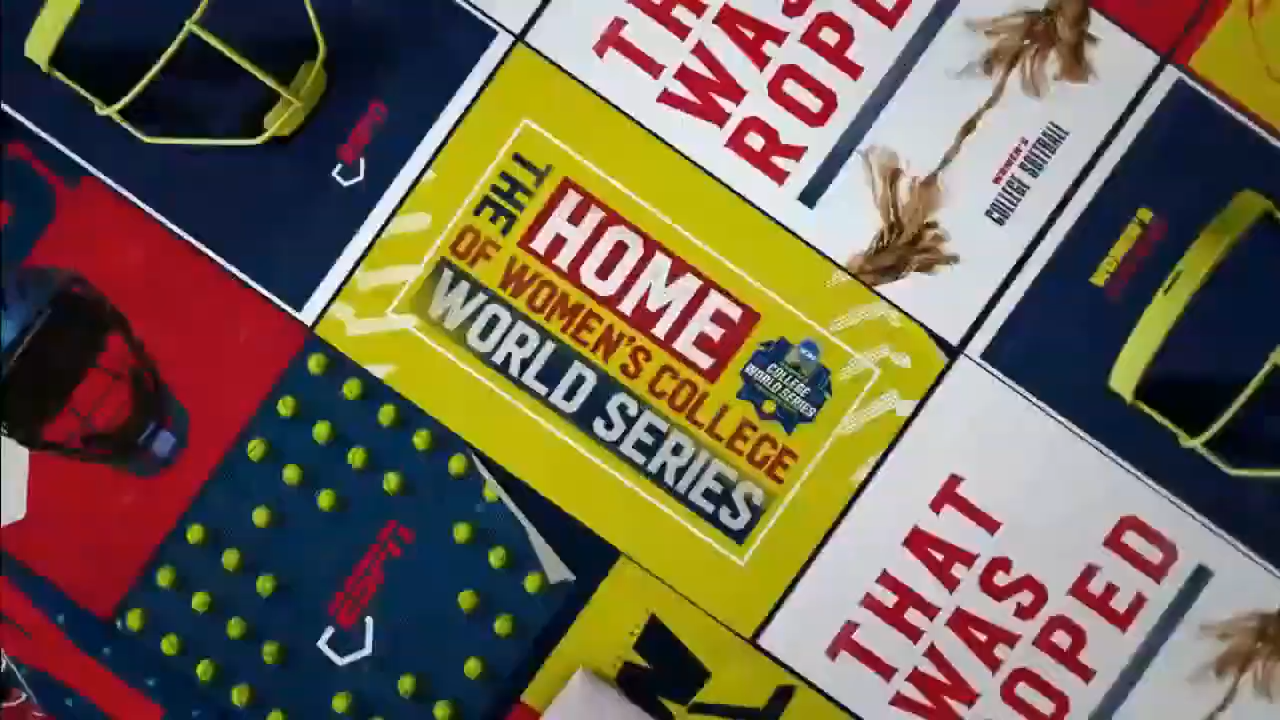 THAT
WAS
ROPED
WOMEN'S
COLLEGE SOFTBALL
ESPN
THE
HOME
OF WOMEN'S COLLEGE
WORLD SERIES
NCAA
COLLEGE
WORLD SERIES
ESPN
THAT
WAS
ROPED